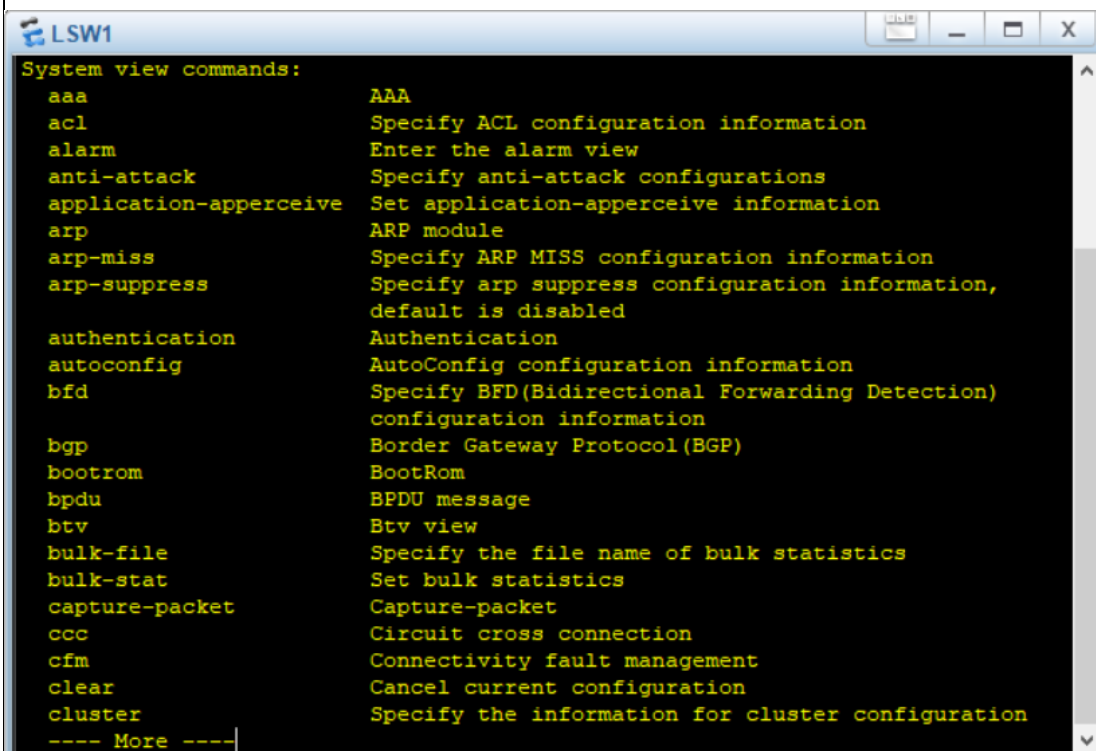 LSW1
System view commands:
aaa AAA
acl Specify ACL configuration information
alarm Enter the alarm view
anti-attack Specify anti-attack configurations
application-apperceive Set application-apperceive information
arp ARP module
arp-miss Specify ARP MISS configuration information
arp-suppress Specify arp suppress configuration information,
default is disabled
authentication Authentication
autoconfig AutoConfig configuration information
bfd Specify BFD(Bidirectional Forwarding Detection)
configuration information
bgp Border Gateway Protocol(BGP)
bootrom BootRom
bpdu BPDU message
btv Btv view
bulk-file Specify the file name of bulk statistics
bulk-stat Set bulk statistics
capture-packet Capture-packet
ccc Circuit cross connection
cfm Connectivity fault management
clear Cancel current configuration
cluster Specify the information for cluster configuration
---- More ----